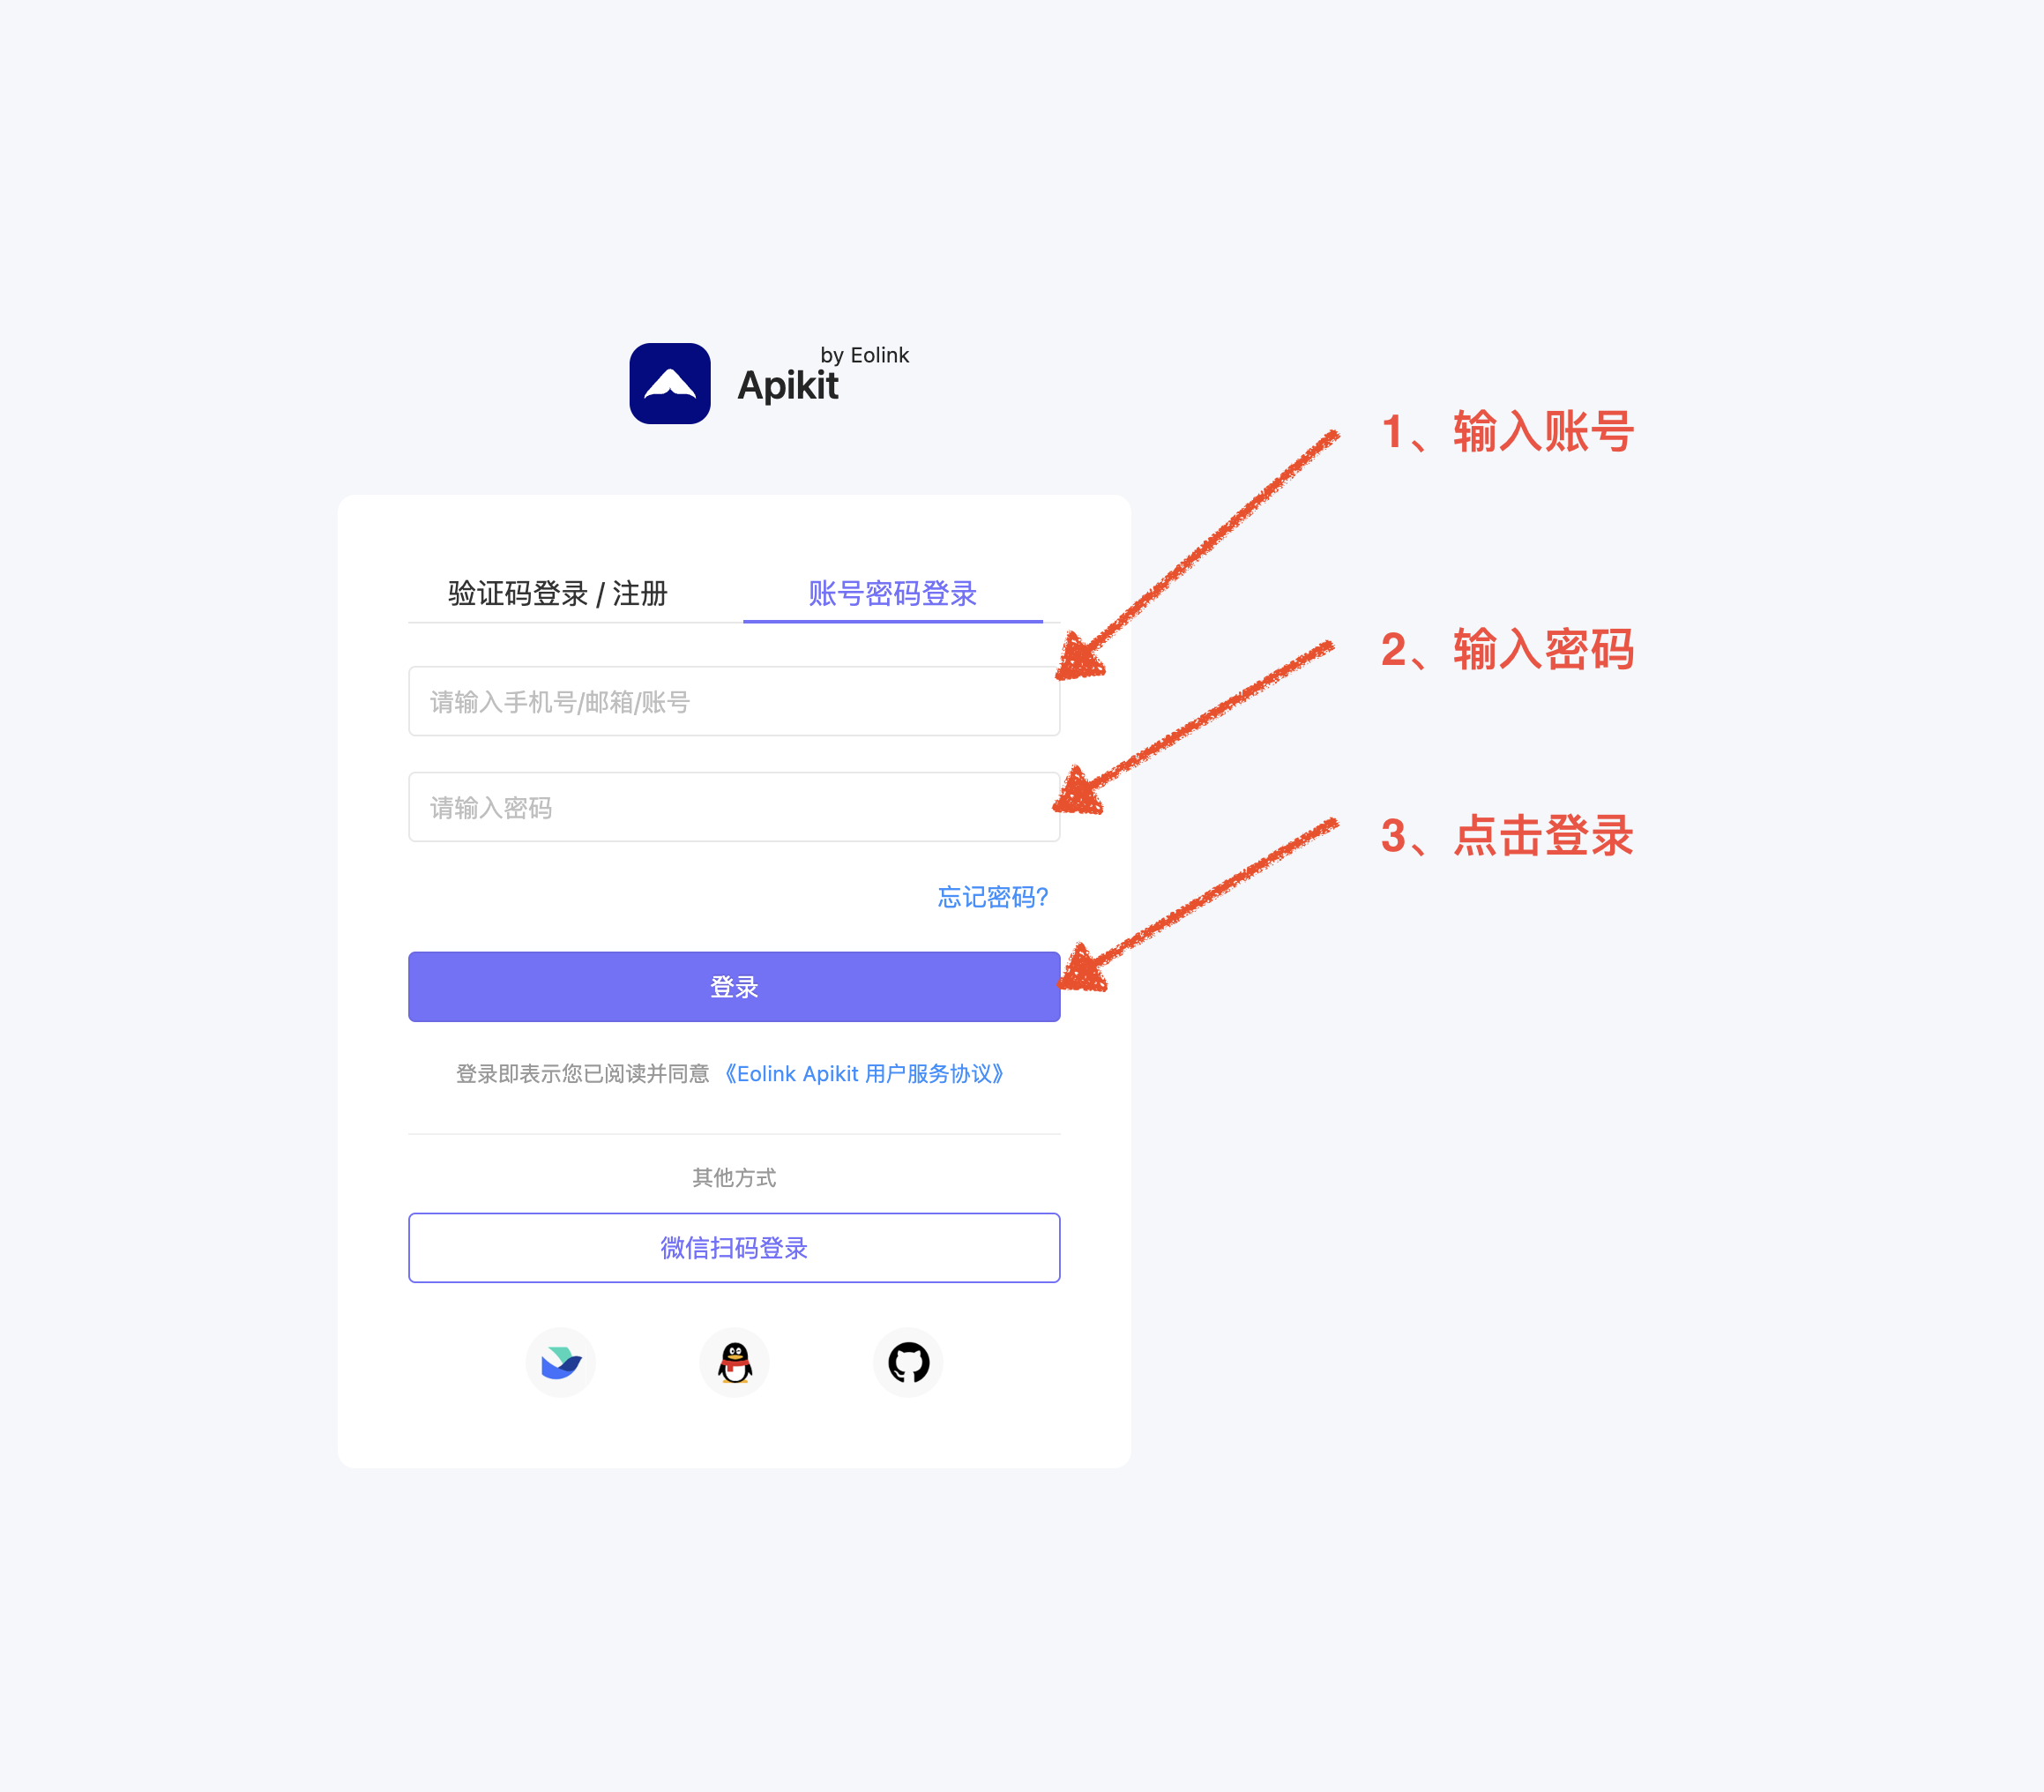 by Eolink
Apikit
1、输入账号
验证码登录 / 注册
账号密码登录
2、输入密码
请输入手机号/邮箱/账号
请输入密码
3、点击登录
忘记密码?
登录
登录即表示您已阅读并同意 《Eolink Apikit 用户服务协议》
其他方式
微信扫码登录